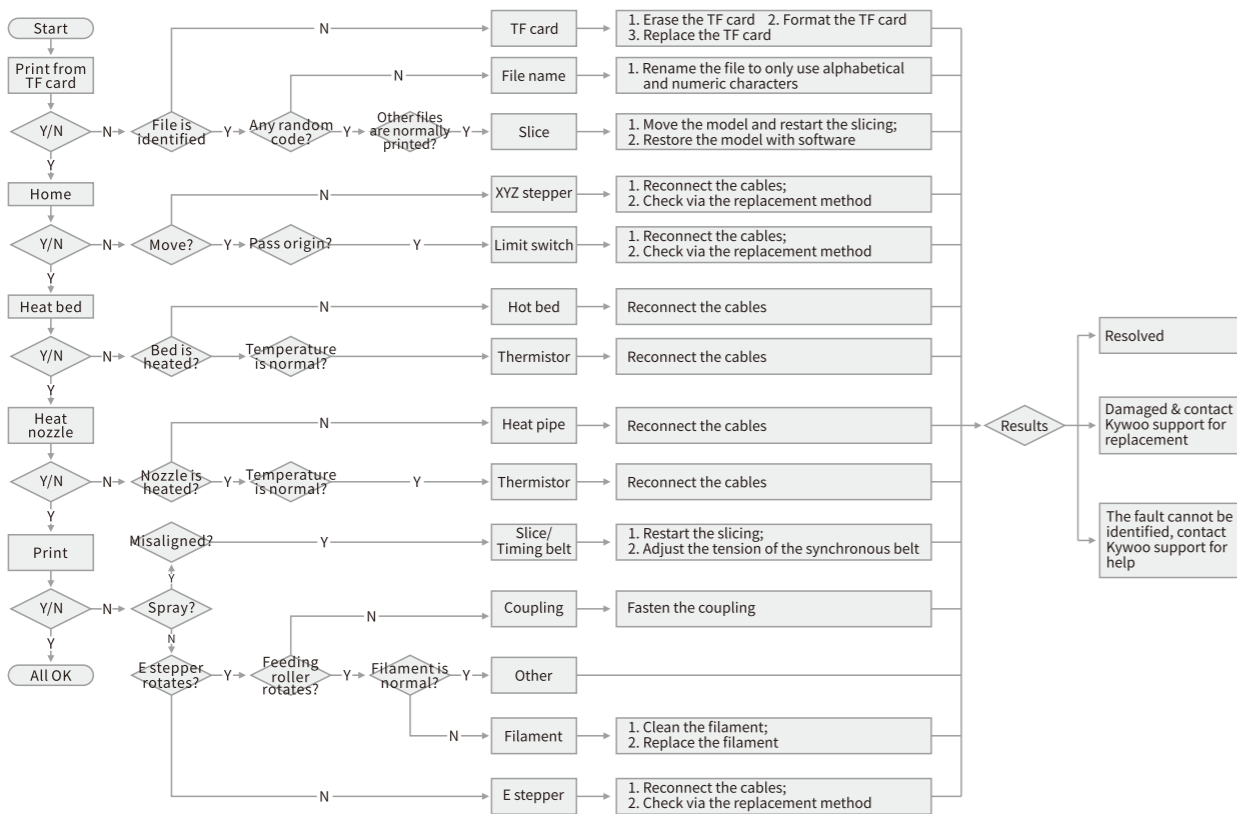 Start
N
TF card
1. Erase the TF card 2. Format the TF card
3. Replace the TF card
Print from
TF card
N
File name
1. Rename the file to only use alphabetical
and numeric characters
Y/N
N
File is
identified
Y
Any random
code?
Y
Other files
are normally
printed?
Y
Slice
1. Move the model and restart the slicing;
2. Restore the model with software
Y
Home
N
XYZ stepper
1. Reconnect the cables;
2. Check via the replacement method
Y/N
N
Move?
Y
Pass origin?
Y
Limit switch
1. Reconnect the cables;
2. Check via the replacement method
Y
Heat bed
N
Hot bed
Reconnect the cables
Y/N
N
Bed is
heated?
Temperature
is normal?
Thermistor
Reconnect the cables
Y
Heat
nozzle
N
Heat pipe
Reconnect the cables
Y/N
N
Nozzle is
heated?
Y
Temperature
is normal?
Y
Thermistor
Reconnect the cables
Y
Print
Misaligned?
Y
Slice/
Timing belt
1. Restart the slicing;
2. Adjust the tension of the synchronous belt
Y
Y/N
N
Spray?
N
Coupling
Fasten the coupling
Y
N
All OK
E stepper
rotates?
Y
Feeding
roller
rotates?
Y
Filament is
normal?
Y
Other
N
Filament
1. Clean the filament;
2. Replace the filament
N
E stepper
1. Reconnect the cables;
2. Check via the replacement method
Results
Resolved
Damaged & contact
Kywoo support for
replacement
The fault cannot be
identified, contact
Kywoo support for
help